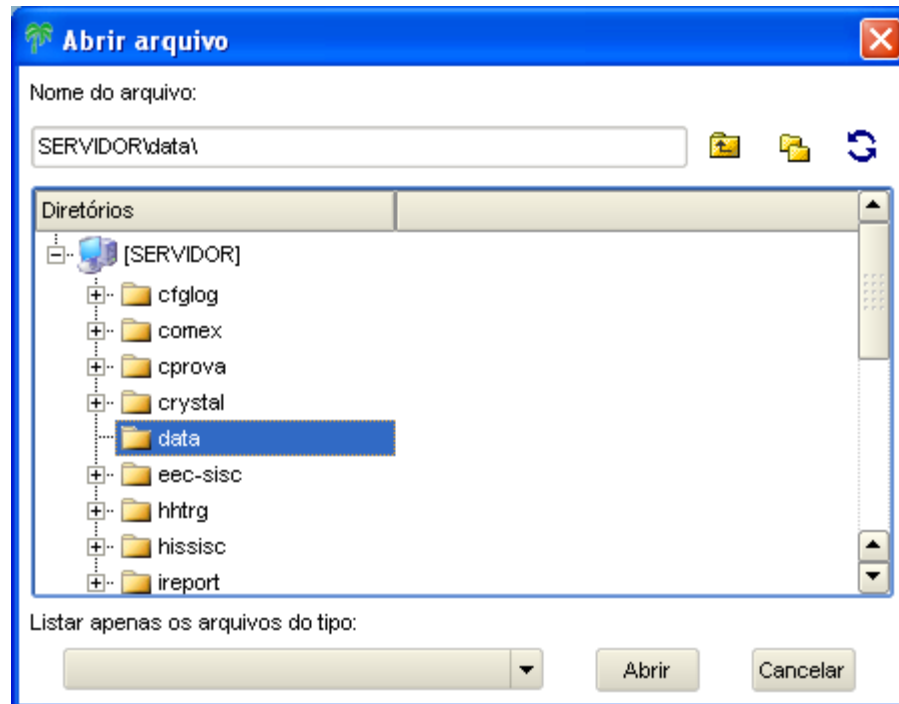 Abrir arquivo
Nome do arquivo:
SERVIDOR\data\
Diretórios
[SERVIDOR]
cfglog
comex
cprova
crystal
data
eec-sisc
hhtrg
hissisc
ireport
Listar apenas os arquivos do tipo:
Abrir Cancelar